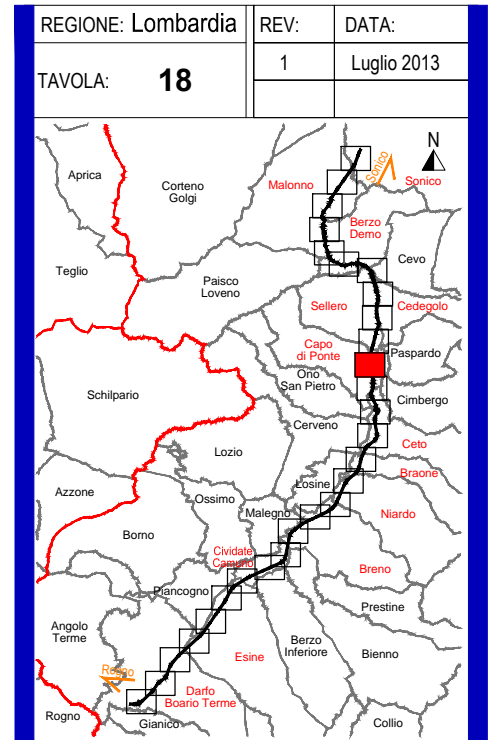 REGIONE: Lombardia
REV:
DATA:
TAVOLA: 18
1
Luglio 2013
N
Sonico
Aprica
Corteno
Golgi
Malonno
Sonico
Berzo
Demo
Cevo
Teglio
Paisco
Loveno
Sellero
Cedegolo
Capo
di Ponte
Paspardo
Ono
San Pietro
Schilpario
Cimbergo
Cerveno
Ceto
Lozio
Braone
Losine
Azzone
Ossimo
Malegno
Niardo
Borno
Cividate
Camuno
Breno
Piancogno
Prestine
Angolo
Terme
Berzo
Inferiore
Bienno
Esine
Rogno
Darfo
Boario Terme
Rogno
Gianico
Collio